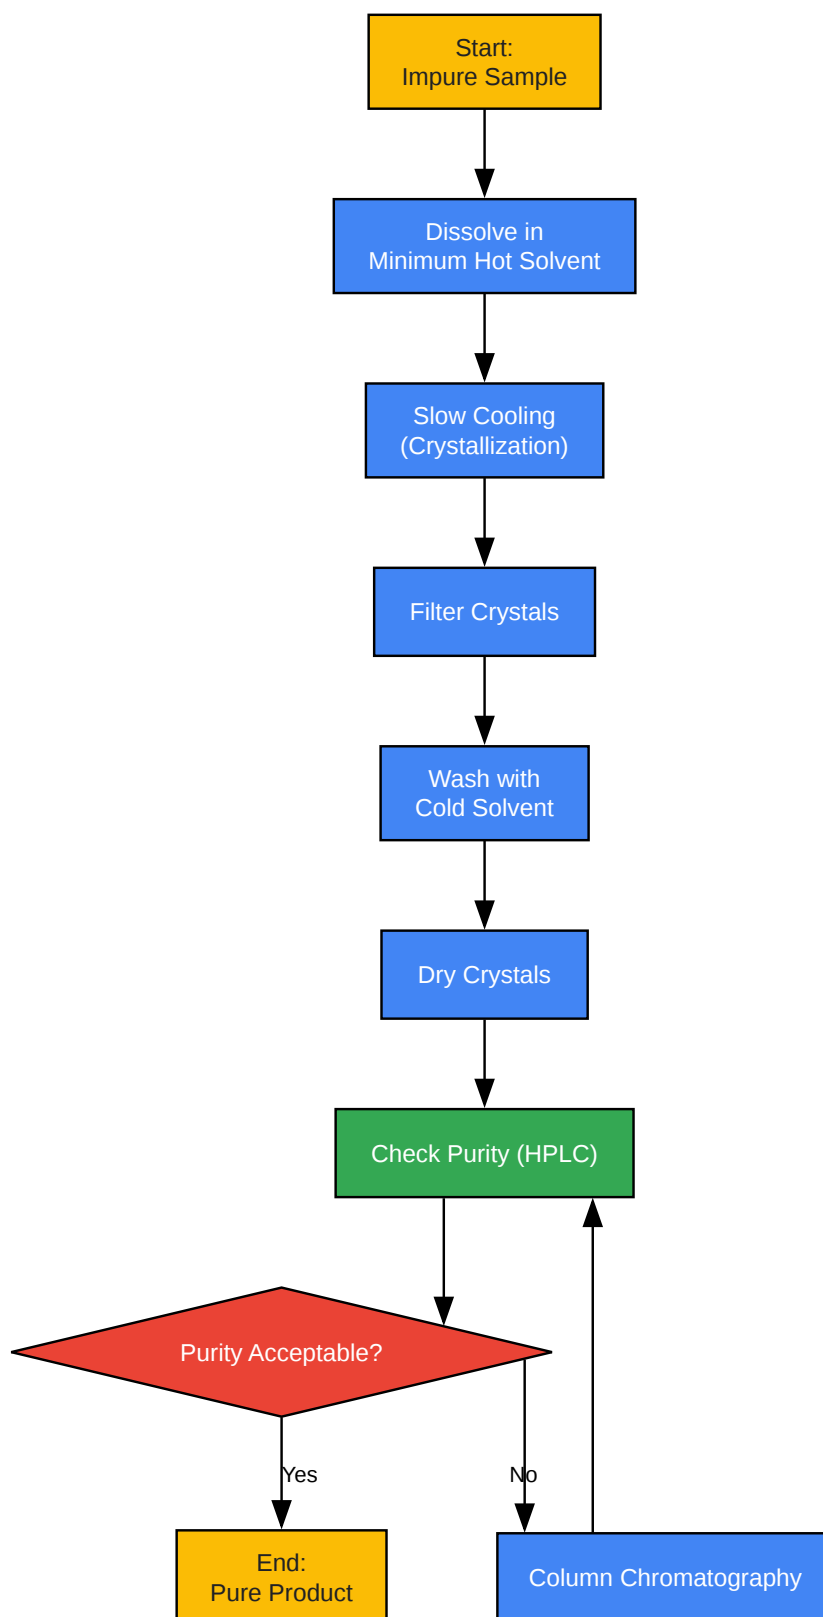 Start:
Impure Sample
Dissolve in
Minimum Hot Solvent
Slow Cooling
(Crystallization)
Filter Crystals
Wash with
Cold Solvent
Dry Crystals
Check Purity (HPLC)
Purity Acceptable?
Yes
No
End:
Pure Product
Column Chromatography